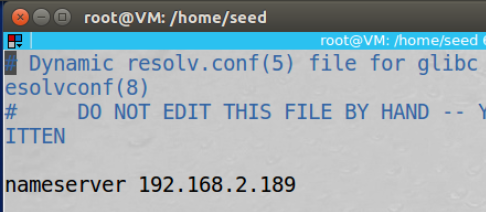 root@VM: /home/seed
root@VM: /home/seed 6
# Dynamic resolv.conf(5) file for glibc
esolvconf(8)
#     DO NOT EDIT THIS FILE BY HAND -- Y
ITTEN
nameserver 192.168.2.189